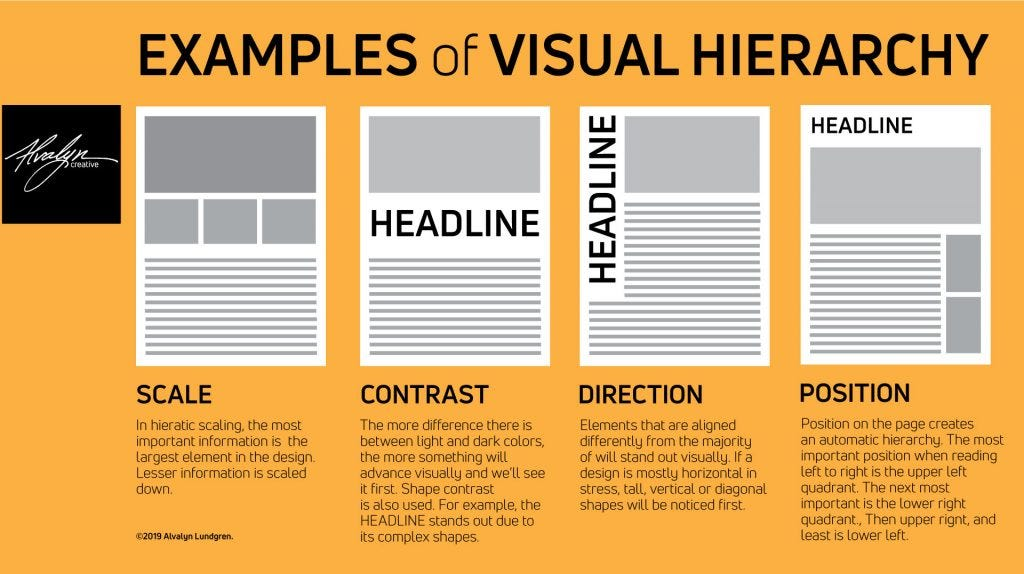 EXAMPLES of VISUAL HIERARCHY
Alvalyn
creative
HEADLINE
HEADLINE
HEADLINE
SCALE
In hieratic scaling, the most
important information is the
largest element in the design.
Lesser information is scaled
down.
©2019 Alvalyn Lundgren.
CONTRAST
The more difference there is
between light and dark colors,
the more something will
advance visually and we'll see
it first. Shape contrast
is also used. For example, the
HEADLINE stands out due to
its complex shapes.
DIRECTION
Elements that are aligned
differently from the majority
of will stand out visually. If a
design is mostly horizontal in
stress, tall, vertical or diagonal
shapes will be noticed first.
POSITION
Position on the page creates
an automatic hierarchy. The most
important position when reading
left to right is the upper left
quadrant. The next most
important is the lower right
quadrant., Then upper rignt, and
least is lower left.